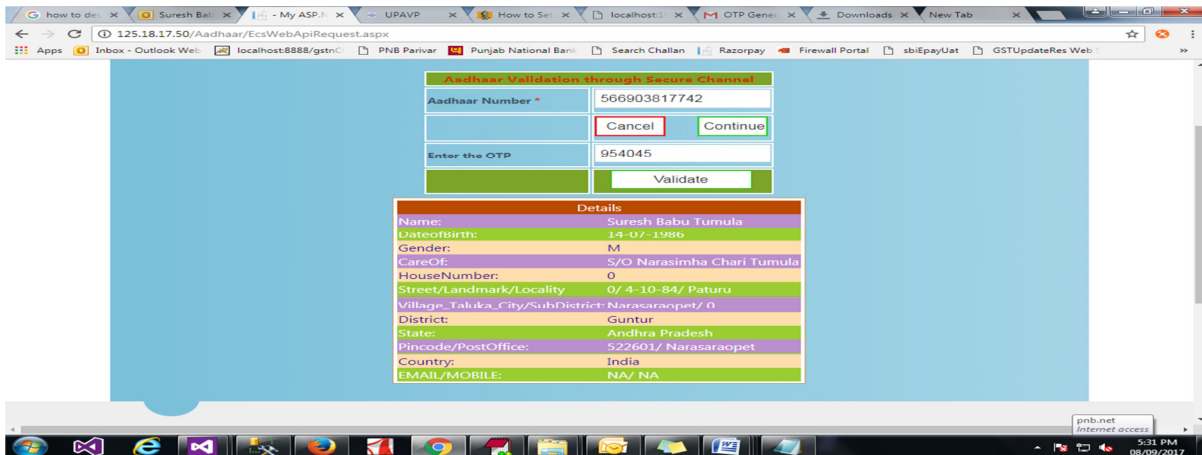 how to de
Suresh Bab
- My ASP.N
UPAVP
How to Set
localhost:1
OTP Gener
Downloads
New Tab
125.18.17.50/Aadhaar/EcsWebApiRequest.aspx
Apps
Inbox - Outlook Web
localhost:8888/gstnC
PNB Parivar
Punjab National Bank
Search Challan
Razorpay
Firewall Portal
sbiEpayUat
GSTUpdateRes Web
Aadhaar Validation through Secure Channel
Aadhaar Number * 566903817742
Cancel Continue
Enter the OTP 954045
Validate
Details
Name: Suresh Babu Tumula
DateofBirth: 14-07-1986
Gender: M
CareOf: S/O Narasimha Chari Tumula
HouseNumber: 0
Street/Landmark/Locality 0/ 4-10-84/ Paturu
Village_Taluka_City/SubDistrict: Narasaraopet/ 0
District: Guntur
State: Andhra Pradesh
Pincode/PostOffice: 522601/ Narasaraopet
Country: India
EMAIL/MOBILE: NA/ NA
pnb.net
Internet access
5:31 PM
08/09/2017